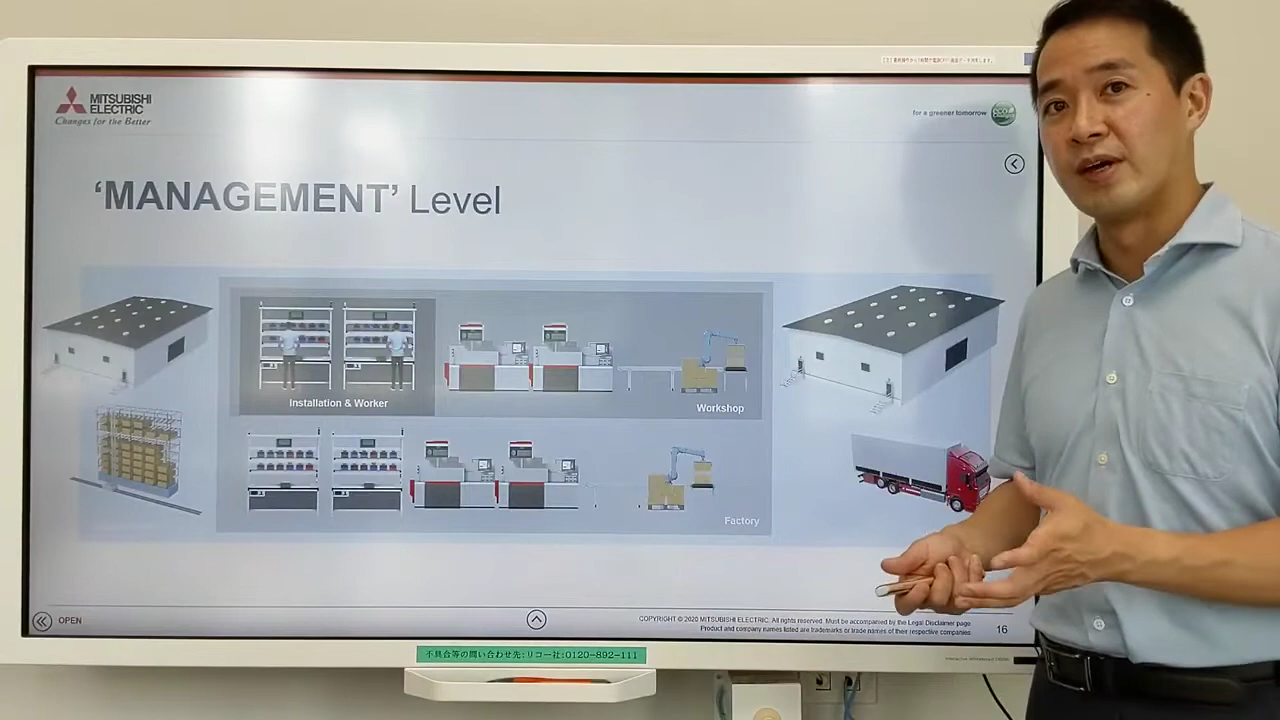 MITSUBISHI
ELECTRIC
Changes for the Better
for a greener tomorrow
'MANAGEMENT' Level
Installation & Worker
Workshop
Factory
OPEN
COPYRIGHT © 2020 MITSUBISHI ELECTRIC. All rights reserved. Must be accompanied by the Legal Disclaimer page.
Product and company names listed are trademarks or trade names of their respective companies
16
不具合等の問い合わせ先:リコー社:0120-892-111